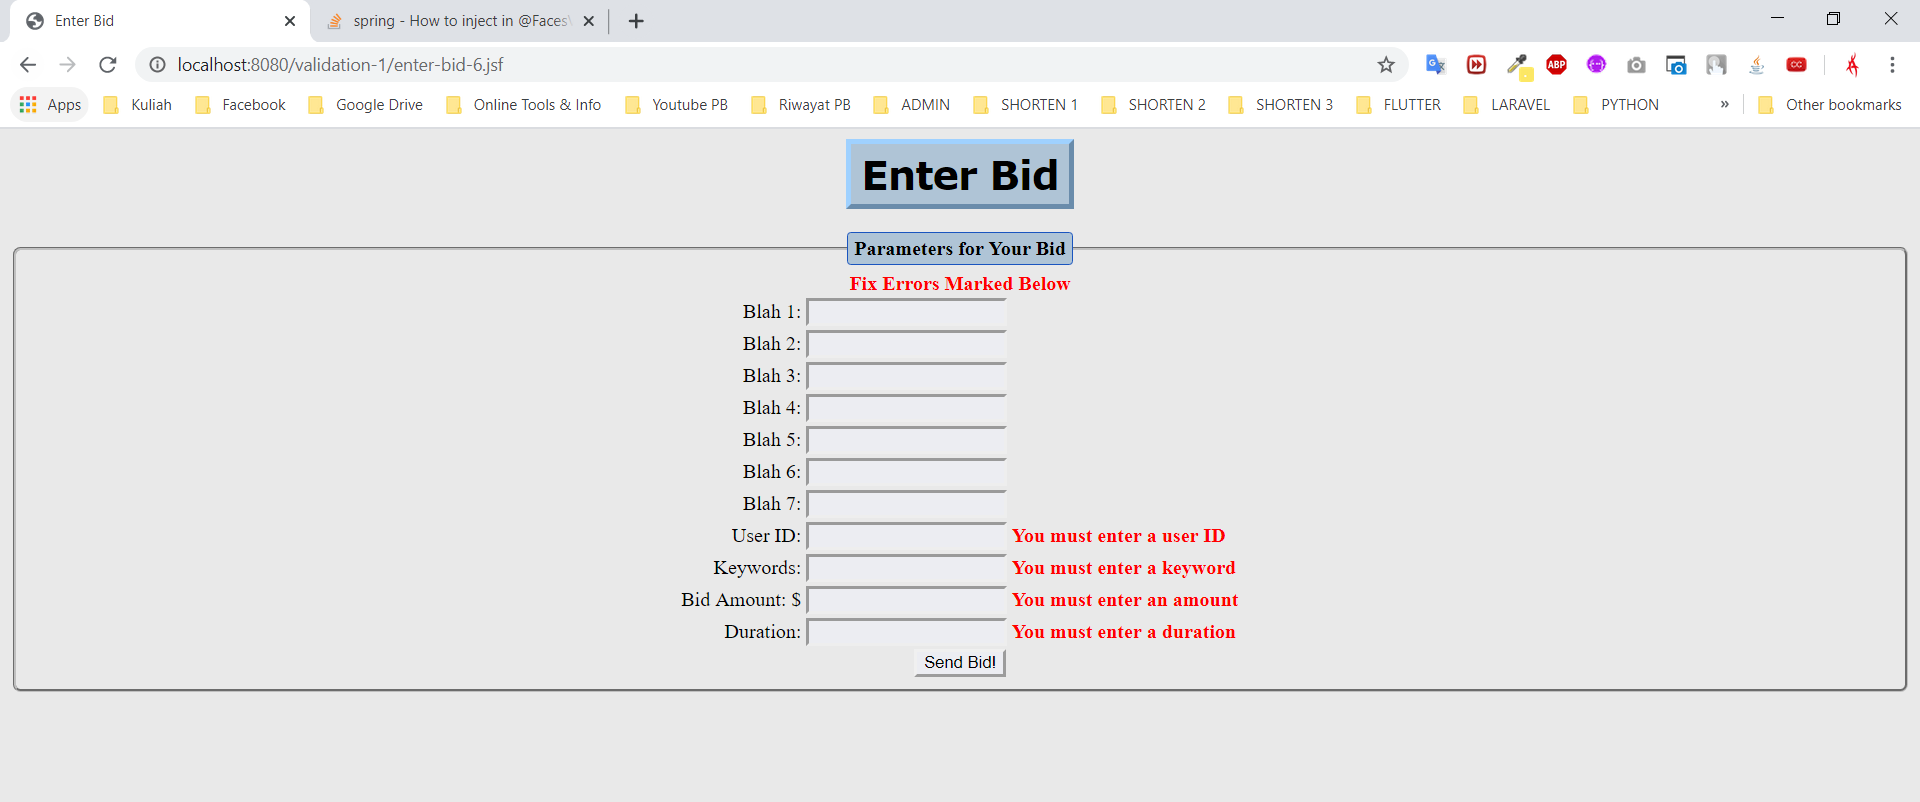 Enter Bid
spring - How to inject in @Faces
localhost:8080/validation-1/enter-bid-6.jsf
ABP
CC
Apps Kuliah Facebook Google Drive Online Tools & Info Youtube PB Riwayat PB ADMIN SHORTEN 1 SHORTEN 2 SHORTEN 3 FLUTTER LARAVEL PYTHON » Other bookmarks
Enter Bid
Parameters for Your Bid
Fix Errors Marked Below
Blah 1:
Blah 2:
Blah 3:
Blah 4:
Blah 5:
Blah 6:
Blah 7:
User ID: You must enter a user ID
Keywords: You must enter a keyword
Bid Amount: $ You must enter an amount
Duration: You must enter a duration
Send Bid!